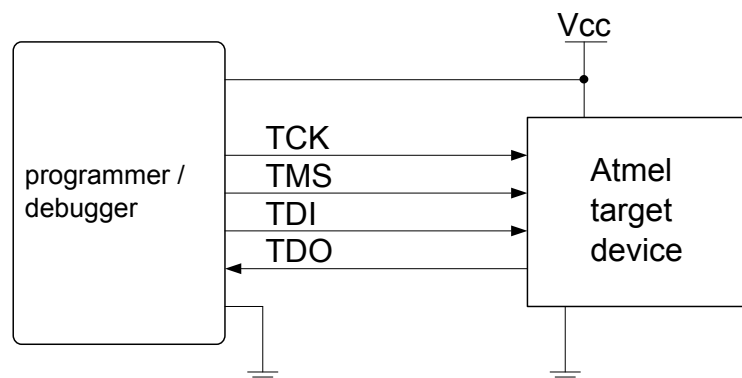 Vcc
TCK
TMS
TDI
TDO
programmer /
debugger
Atmel
target
device